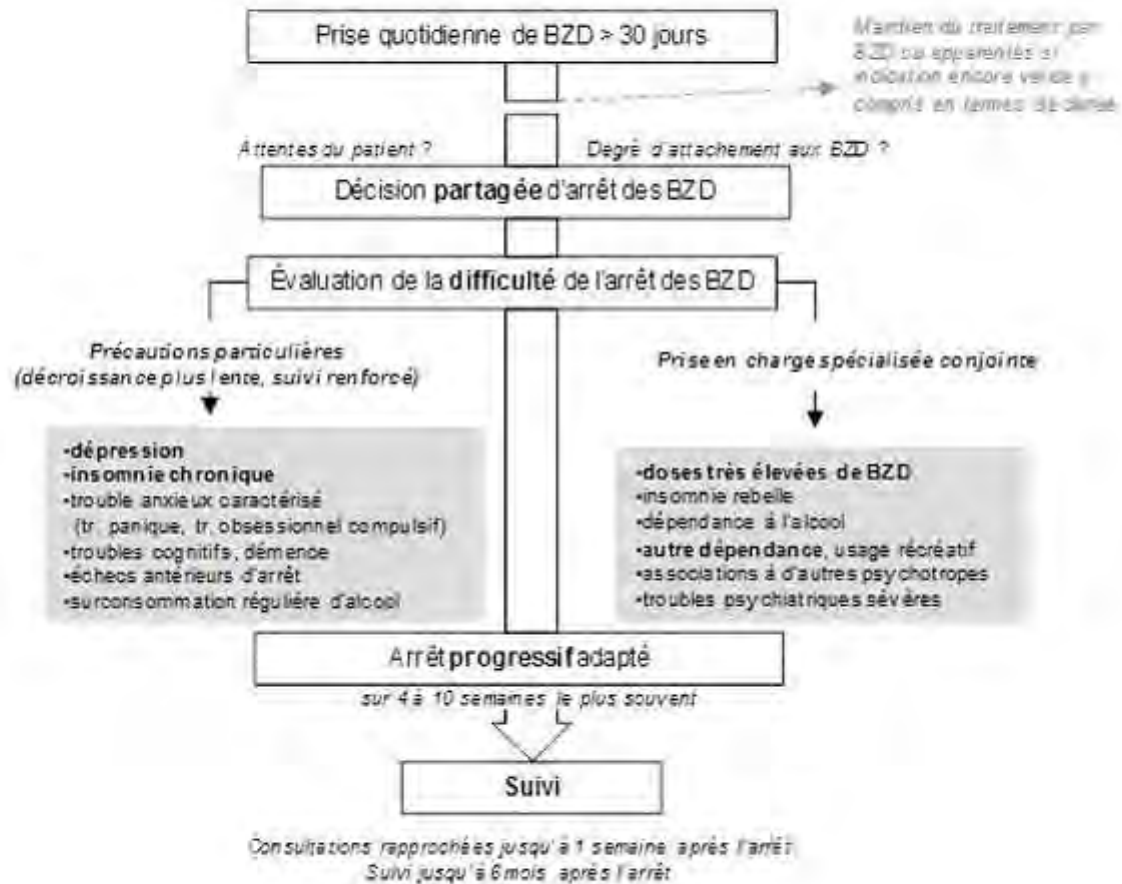 Prise quotidienne de BZD > 30 jours
Maintien du traitement par
BZD ou apparentés si
indication encore valide y
compris en termes de durée
Attentes du patient ?
Degré d'attachement aux BZD ?
Décision partagée d'arrêt des BZD
Évaluation de la difficulté de l'arrêt des BZD
Précautions particulières
(décroissance plus lente, suivi renforcé)
Prise en charge spécialisée conjointe
•dépression
•insomnie chronique
•trouble anxieux caractérisé
(tr. panique, tr. obsessionnel compulsif)
•troubles cognitifs, démence
•échecs antérieurs d'arrêt
•surconsommation régulière d'alcool
•doses très élevées de BZD
•insomnie rebelle
•dépendance à l'alcool
•autre dépendance, usage récréatif
•associations à d'autres psychotropes
•troubles psychiatriques sévères
Arrêt progressif adapté
sur 4 à 10 semaines le plus souvent
Suivi
Consultations rapprochées jusqu'à 1 semaine après l'arrêt
Suivi jusqu'à 6 mois après l'arrêt